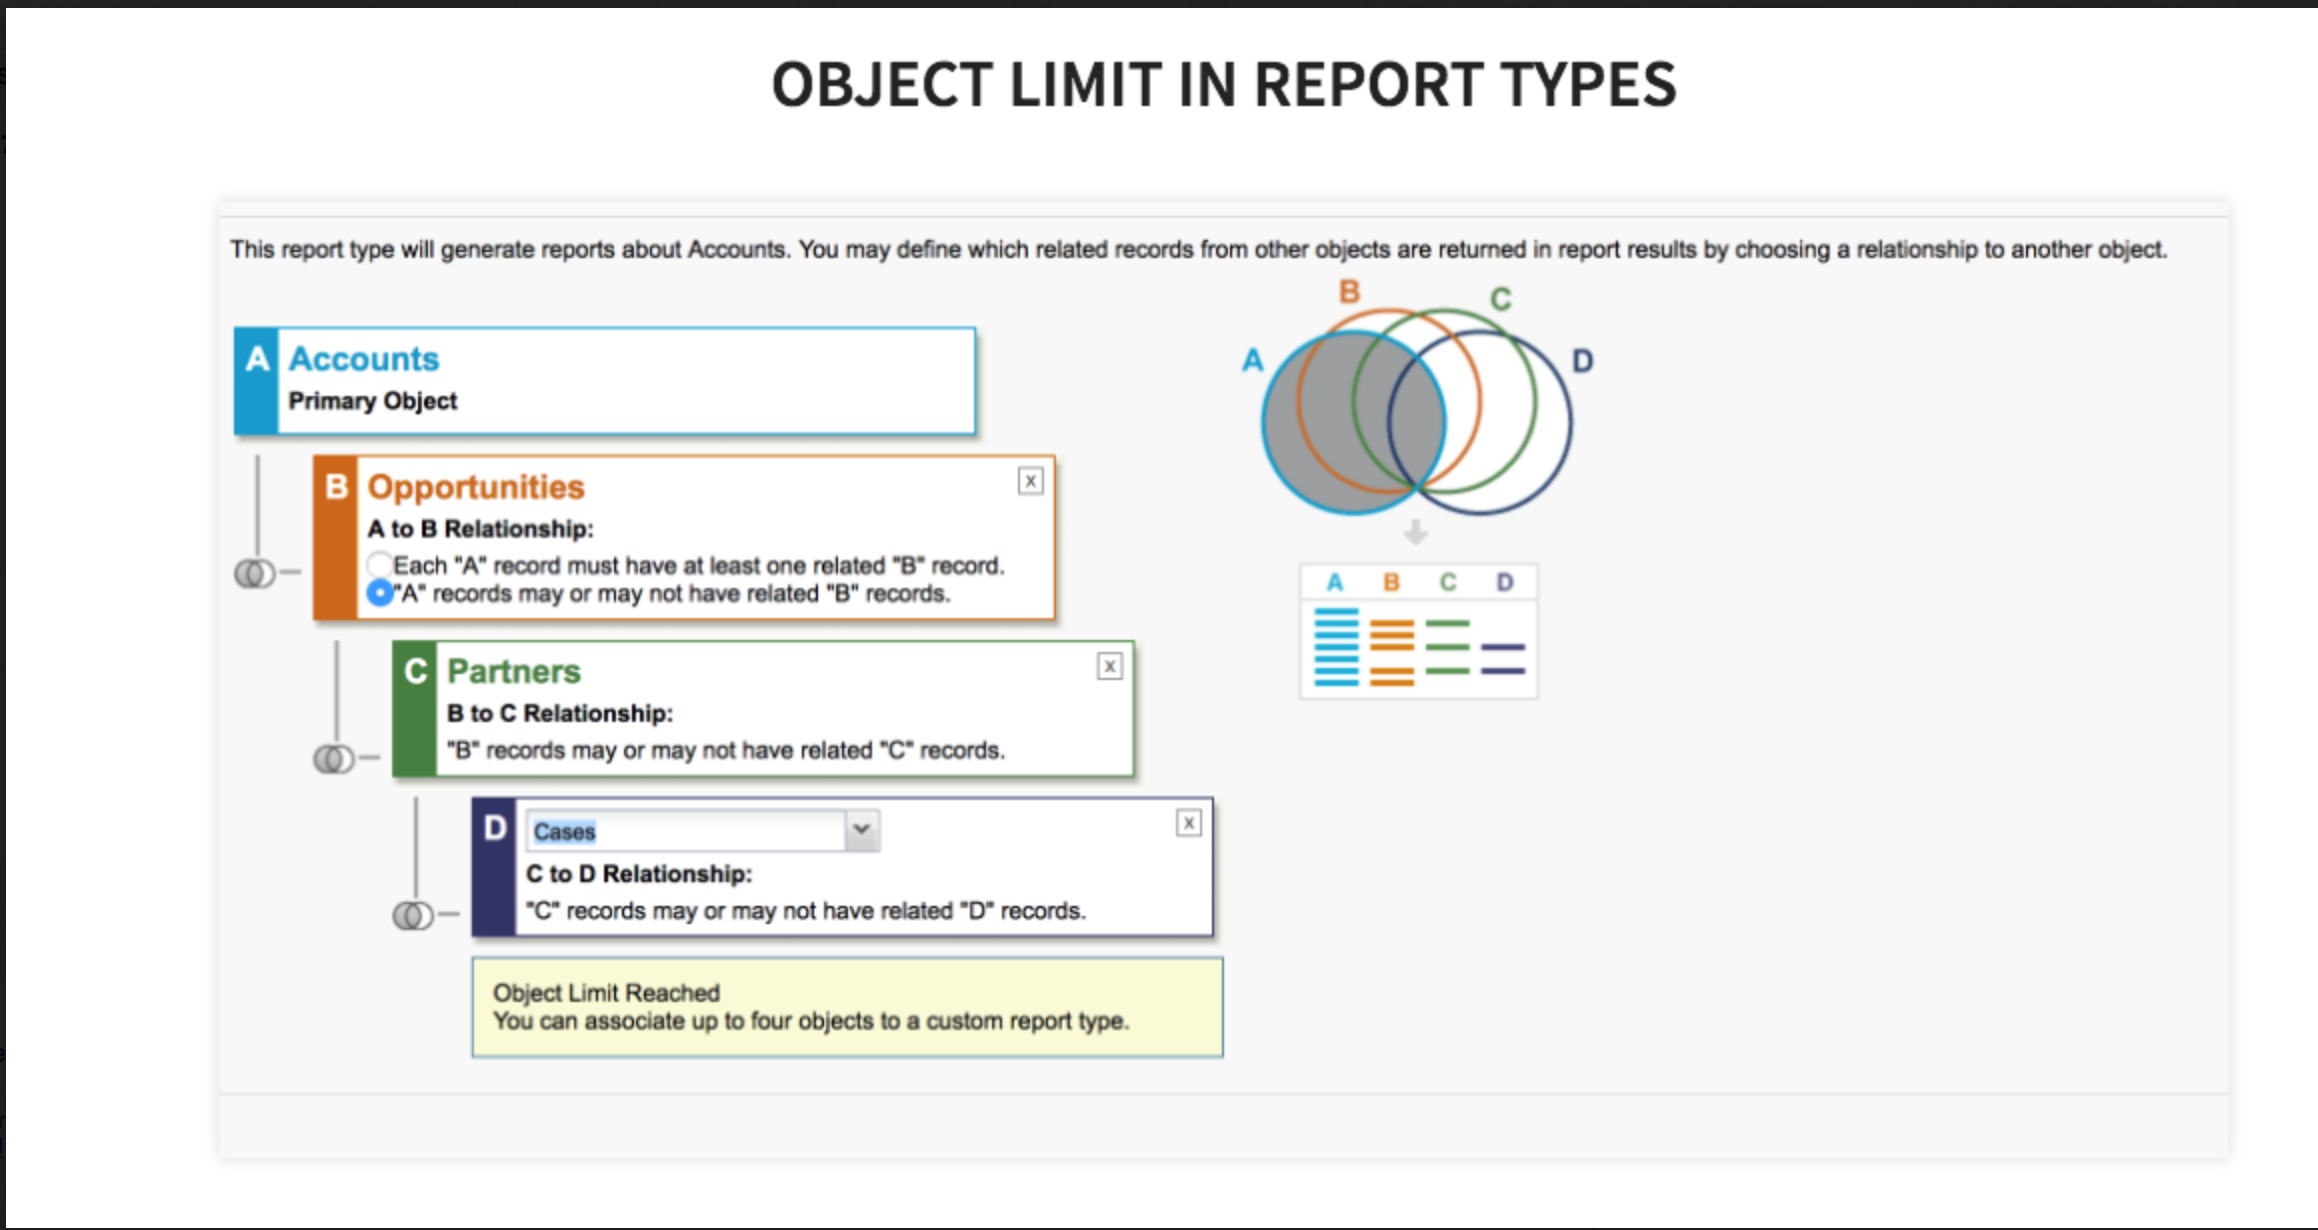 OBJECT LIMIT IN REPORT TYPES
This report type will generate reports about Accounts. You may define which related records from other objects are returned in report results by choosing a relationship to another object.
A Accounts
Primary Object
B Opportunities
x
A to B Relationship:
Each "A" record must have at least one related "B" record.
"A" records may or may not have related "B" records.
C Partners
x
B to C Relationship:
"B" records may or may not have related "C" records.
D Cases
x
C to D Relationship:
"C" records may or may not have related "D" records.
Object Limit Reached
You can associate up to four objects to a custom report type.
B
C
A
D
A B C D